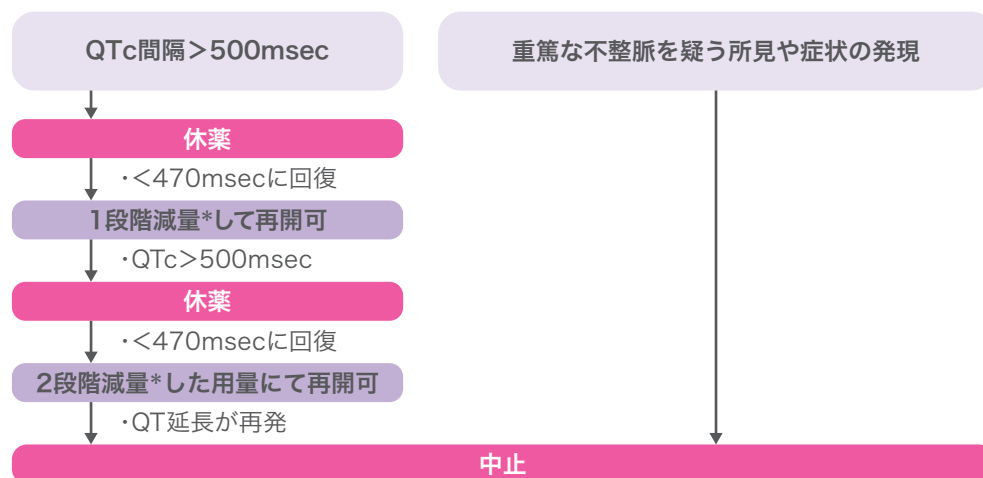 QTc間隔＞500msec
重篤な不整脈を疑う所見や症状の発現
休薬
・＜470msecに回復
1段階減量*して再開可
・QTc＞500msec
休薬
・＜470msecに回復
2段階減量*した用量にて再開可
・QT延長が再発
中止